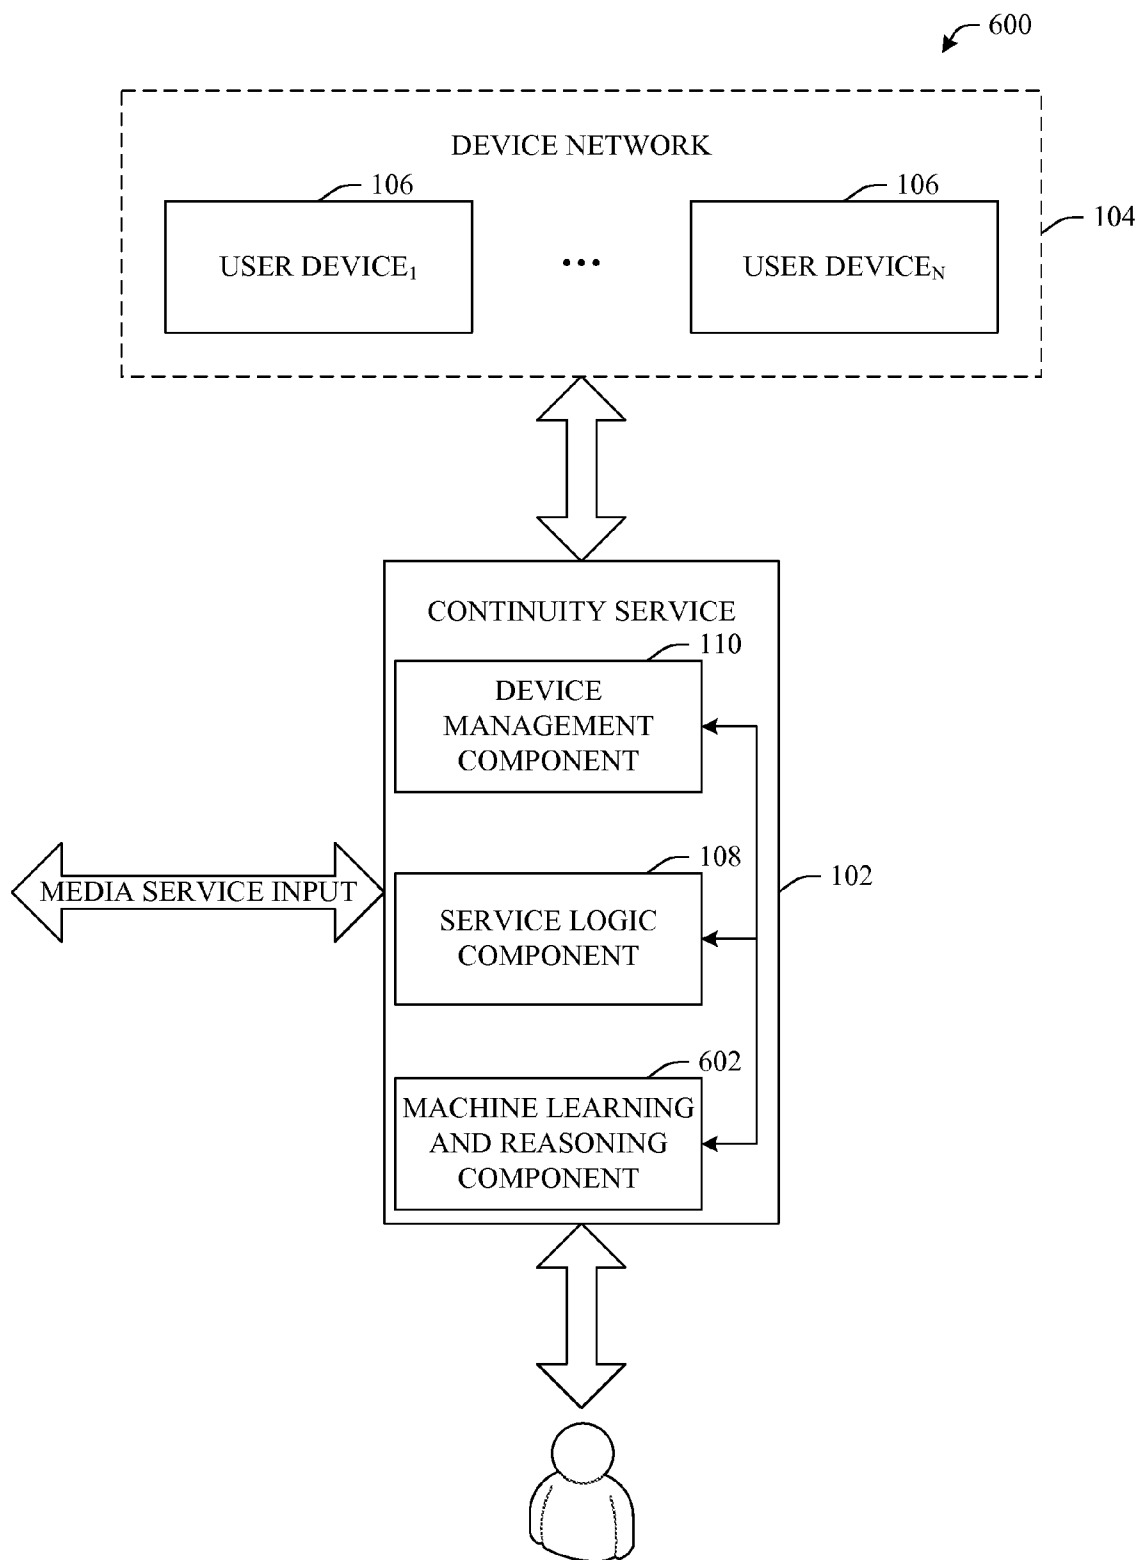 600
DEVICE NETWORK
106
106
104
USER DEVICE₁
...
USER DEVICEN
CONTINUITY SERVICE
110
DEVICE
MANAGEMENT
COMPONENT
MEDIA SERVICE INPUT
108
102
SERVICE LOGIC
COMPONENT
602
MACHINE LEARNING
AND REASONING
COMPONENT